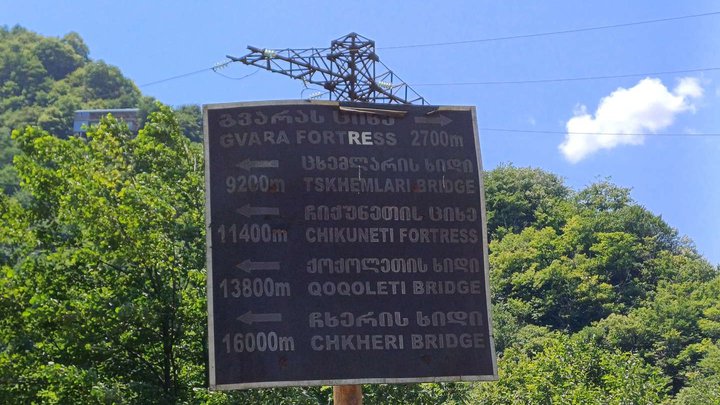 გვარას ციხე
GVARA FORTRESS 2700m
ცხემლარის ხიდი
9200m TSKHEMLARI BRIDGE
ჩიქუნეთის ციხე
11400m CHIKUNETI FORTRESS
ქოქოლეთის ხიდი
13800m QOQOLETI BRIDGE
ჩხერის ხიდი
16000m CHKHERI BRIDGE